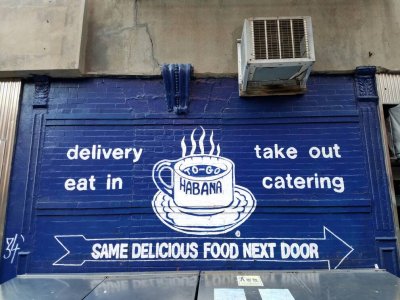 delivery
take out
eat in
catering
TO-GO
HABANA
SAME DELICIOUS FOOD NEXT DOOR